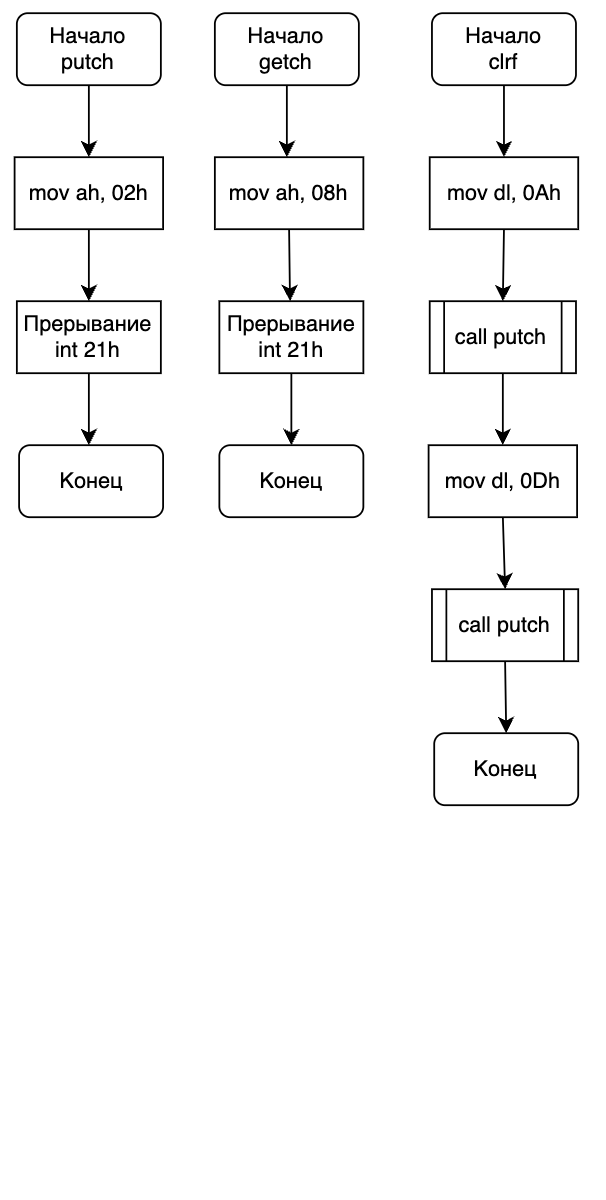 Начало
putch
mov ah, 02h
Прерывание
int 21h
Конец
Начало
getch
mov ah, 08h
Прерывание
int 21h
Конец
Начало
clrf
mov dl, 0Ah
call putch
mov dl, 0Dh
call putch
Конец